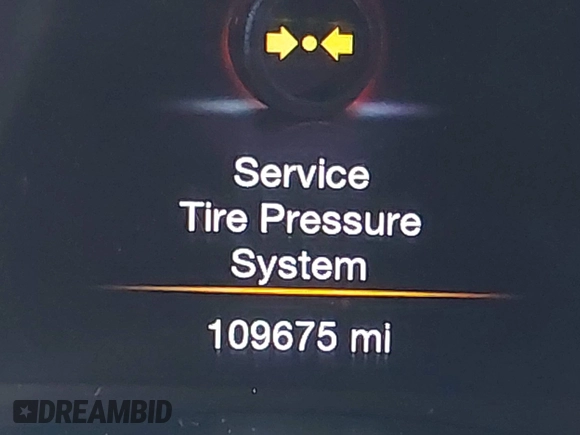 Service
Tire Pressure
System
109675 mi
DREAMBID